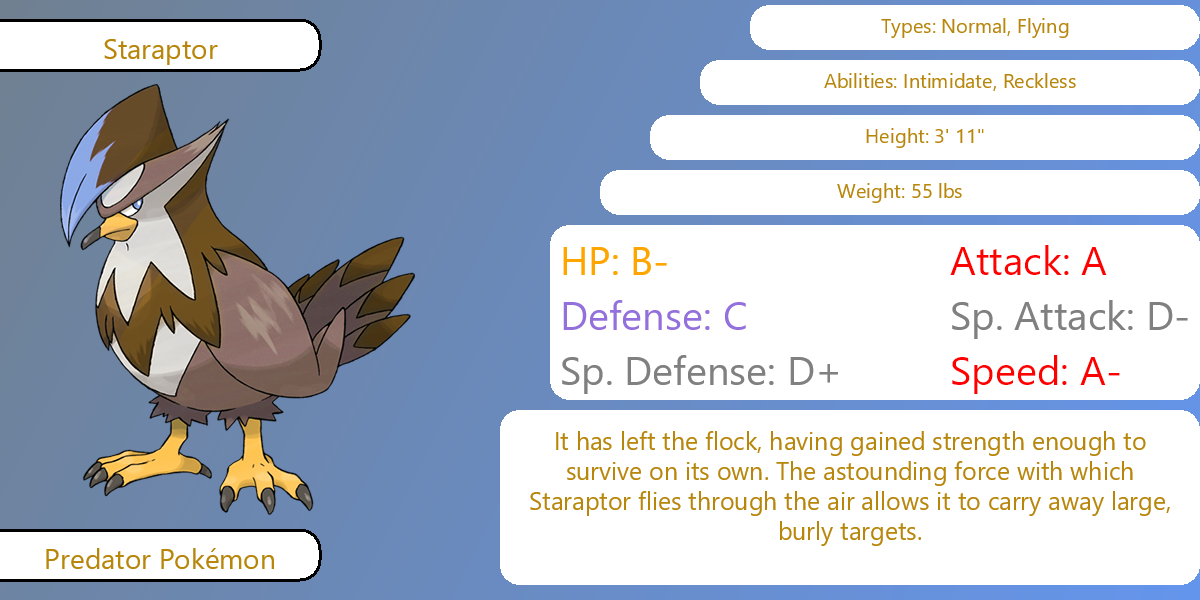 Staraptor
Types: Normal, Flying
Abilities: Intimidate, Reckless
Height: 3' 11"
Weight: 55 lbs
HP: B-
Attack: A
Defense: C
Sp. Attack: D-
Sp. Defense: D+
Speed: A-
It has left the flock, having gained strength enough to
survive on its own. The astounding force with which
Staraptor flies through the air allows it to carry away large,
burly targets.
Predator Pokémon